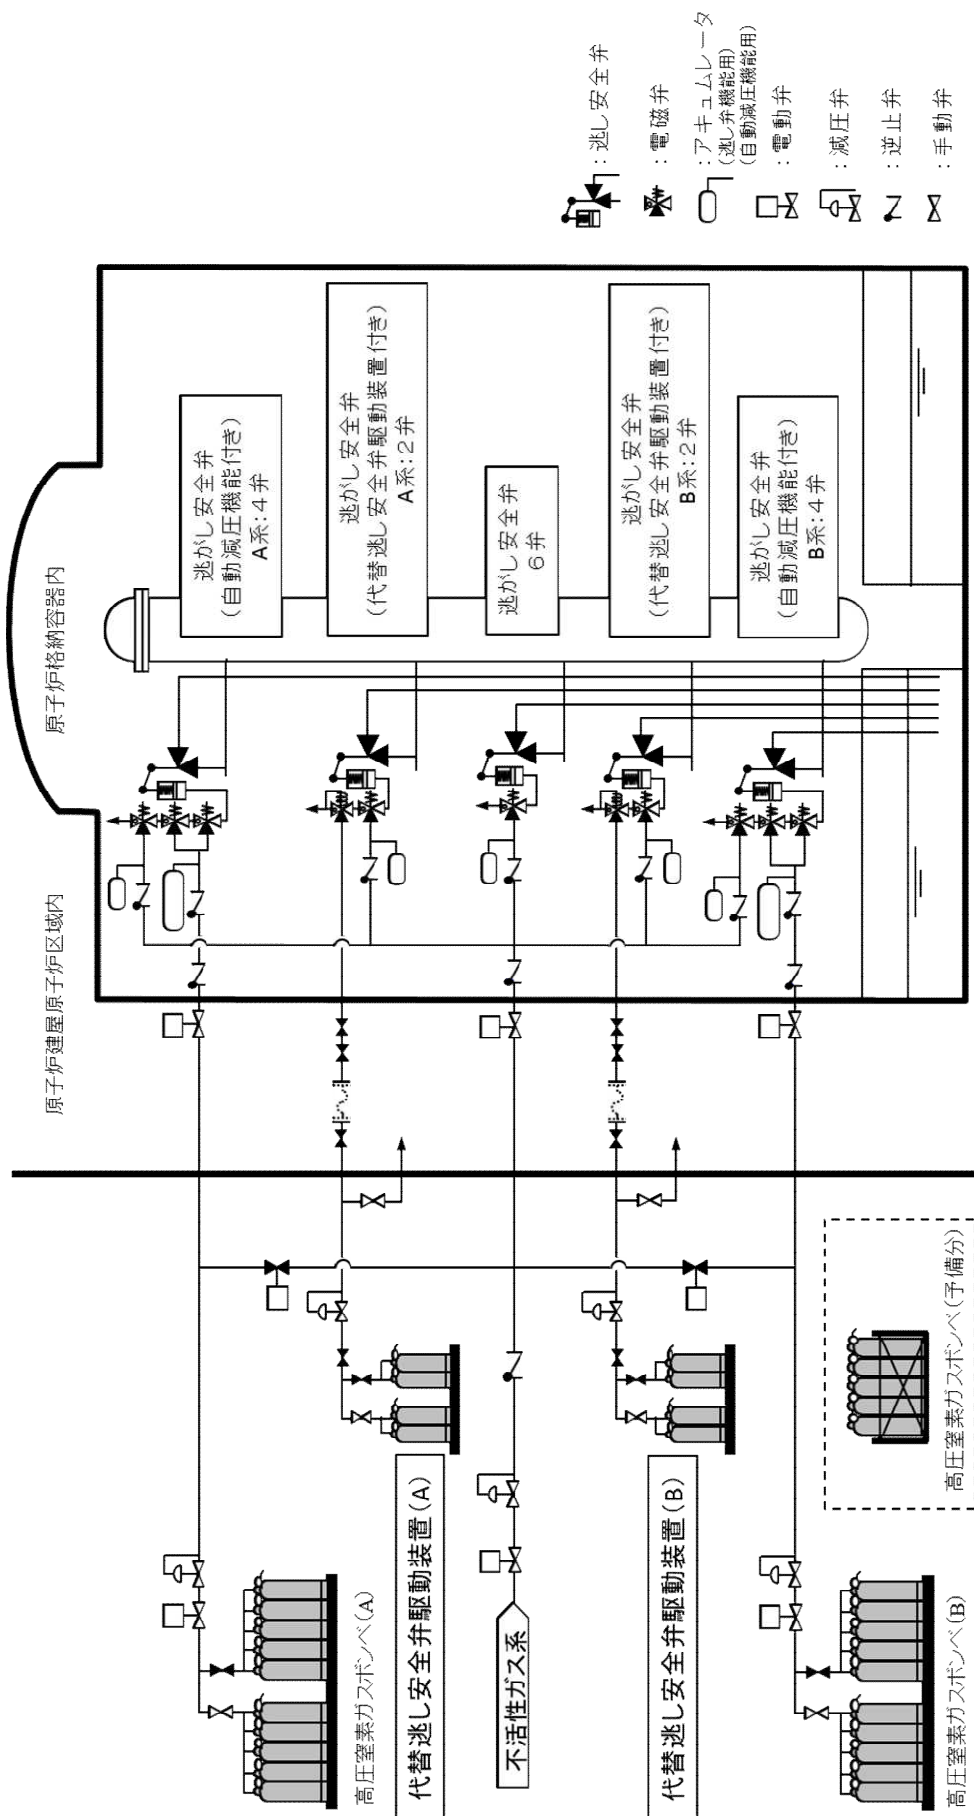 原子炉建屋原子炉区域内
原子炉格納容器内
逃がし安全弁
(自動減圧機能付き)
A系:4弁
逃がし安全弁
(代替逃し安全弁駆動装置付き)
A系:2弁
逃がし安全弁
6弁
逃がし安全弁
(代替逃し安全弁駆動装置付き)
B系:2弁
逃がし安全弁
(自動減圧機能付き)
B系:4弁
:逃し安全弁
:電磁弁
:アキュムレータ
(逃し弁機能用)
(自動減圧機能用)
:電動弁
:減圧弁
:逆止弁
:手動弁
高圧窒素ガスボンベ(A)
代替逃し安全弁駆動装置(A)
不活性ガス系
代替逃し安全弁駆動装置(B)
高圧窒素ガスボンベ(B)
高圧窒素ガスボンベ(予備分)